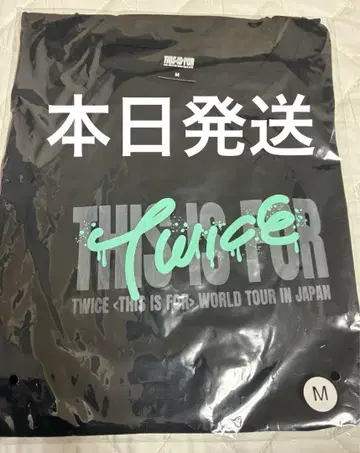 THIS IS FOR
M
本日発送
THIS IS FOR
Twice
TWICE <THIS IS FOR> WORLD TOUR IN JAPAN
M